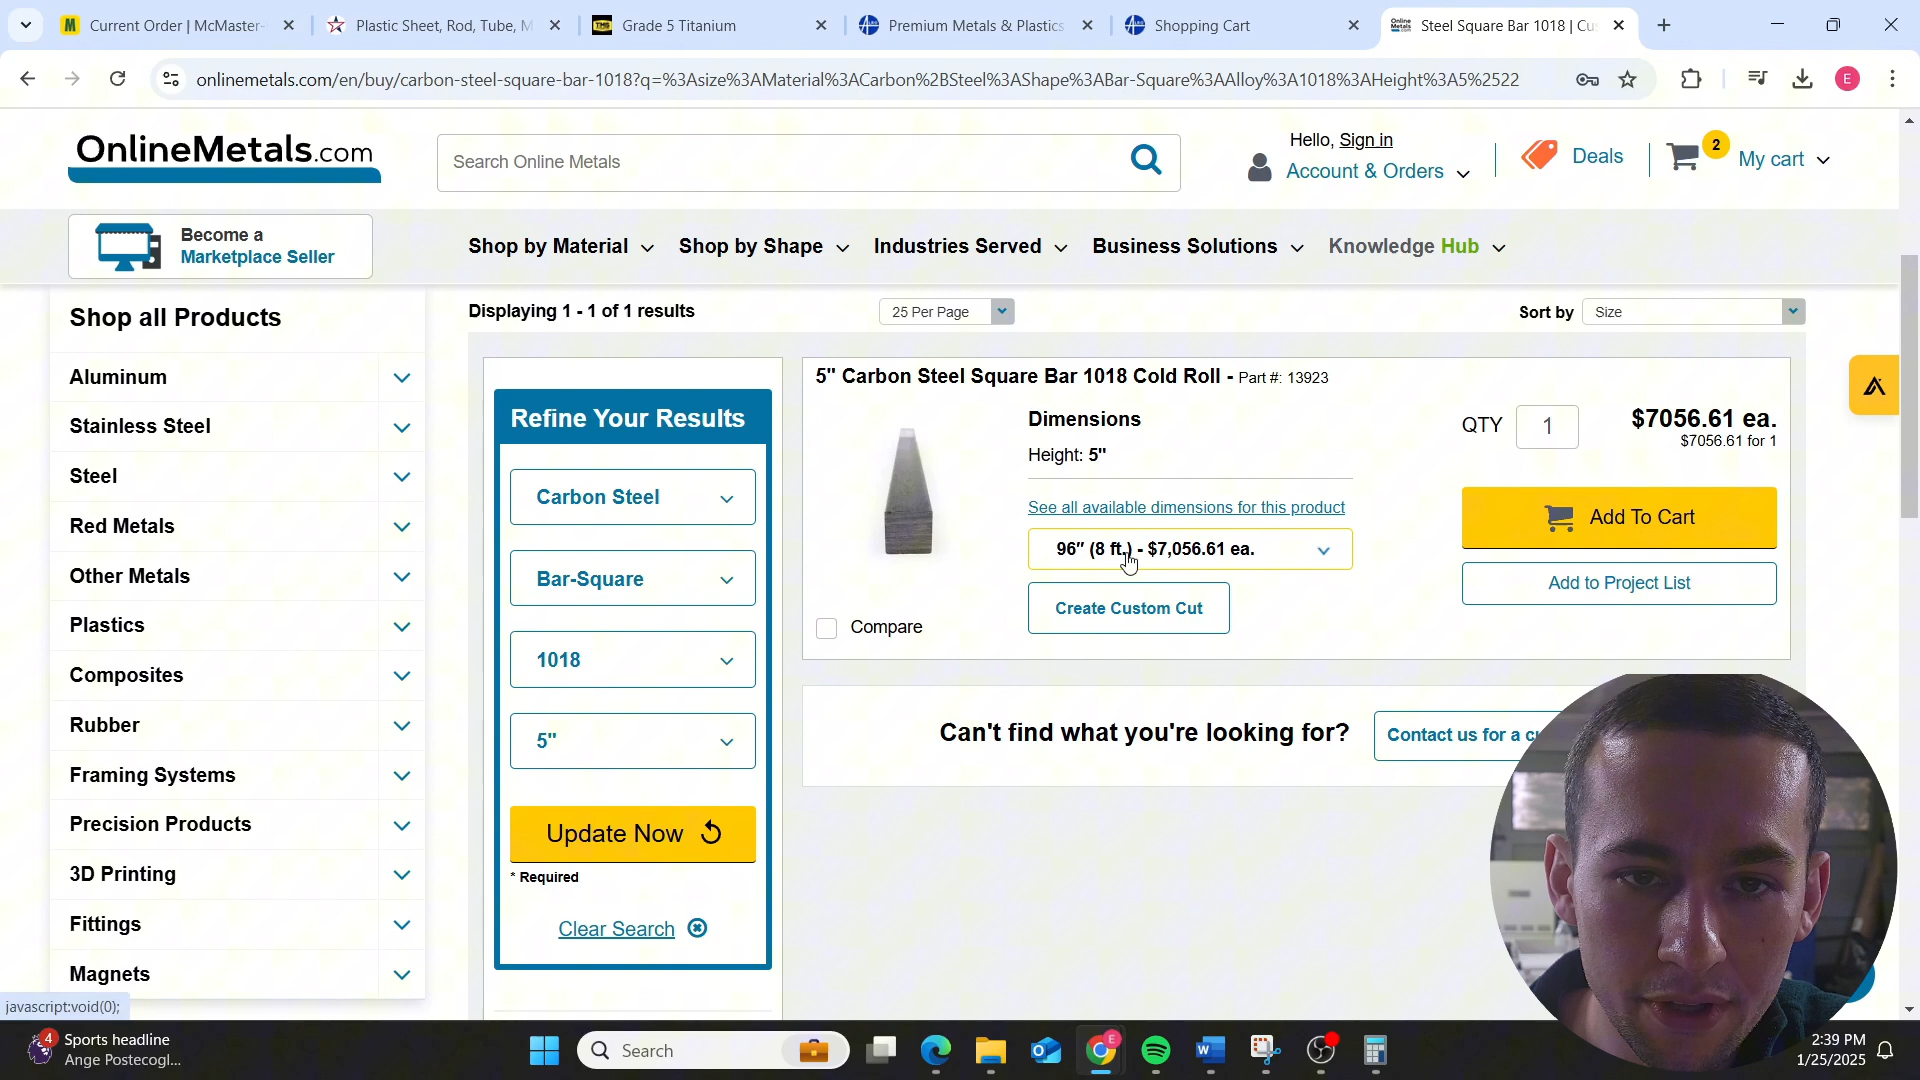 Current Order | McMaster-
Plastic Sheet, Rod, Tube, M
TMS
Grade 5 Titanium
Premium Metals & Plastics
Shopping Cart
Online Metals .com
Steel Square Bar 1018 | Cu
onlinemetals.com/en/buy/carbon-steel-square-bar-1018?q=%3Asize%3AMaterial%3ACarbon%2BSteel%3AShape%3ABar-Square%3AAlloy%3A1018%3AHeight%3A5%2522
E
OnlineMetals.com
Search Online Metals
Hello, Sign in
Account & Orders
Deals
2
My cart
Become a
Marketplace Seller
Shop by Material
Shop by Shape
Industries Served
Business Solutions
Knowledge Hub
Shop all Products
Aluminum
Stainless Steel
Steel
Red Metals
Other Metals
Plastics
Composites
Rubber
Framing Systems
Precision Products
3D Printing
Fittings
Magnets
Displaying 1 - 1 of 1 results
25 Per Page
Sort by
Size
Refine Your Results
Carbon Steel
Bar-Square
1018
5"
Update Now
* Required
Clear Search
5" Carbon Steel Square Bar 1018 Cold Roll - Part #: 13923
Dimensions
Height: 5"
See all available dimensions for this product
96" (8 ft.) - $7,056.61 ea.
Create Custom Cut
Compare
QTY
1
$7056.61 ea.
$7056.61 for 1
Add To Cart
Add to Project List
Can't find what you're looking for?
Contact us for a
javascript:void(0);
4
Sports headline
Ange Postecogl...
Search
E
2:39 PM
1/25/2025